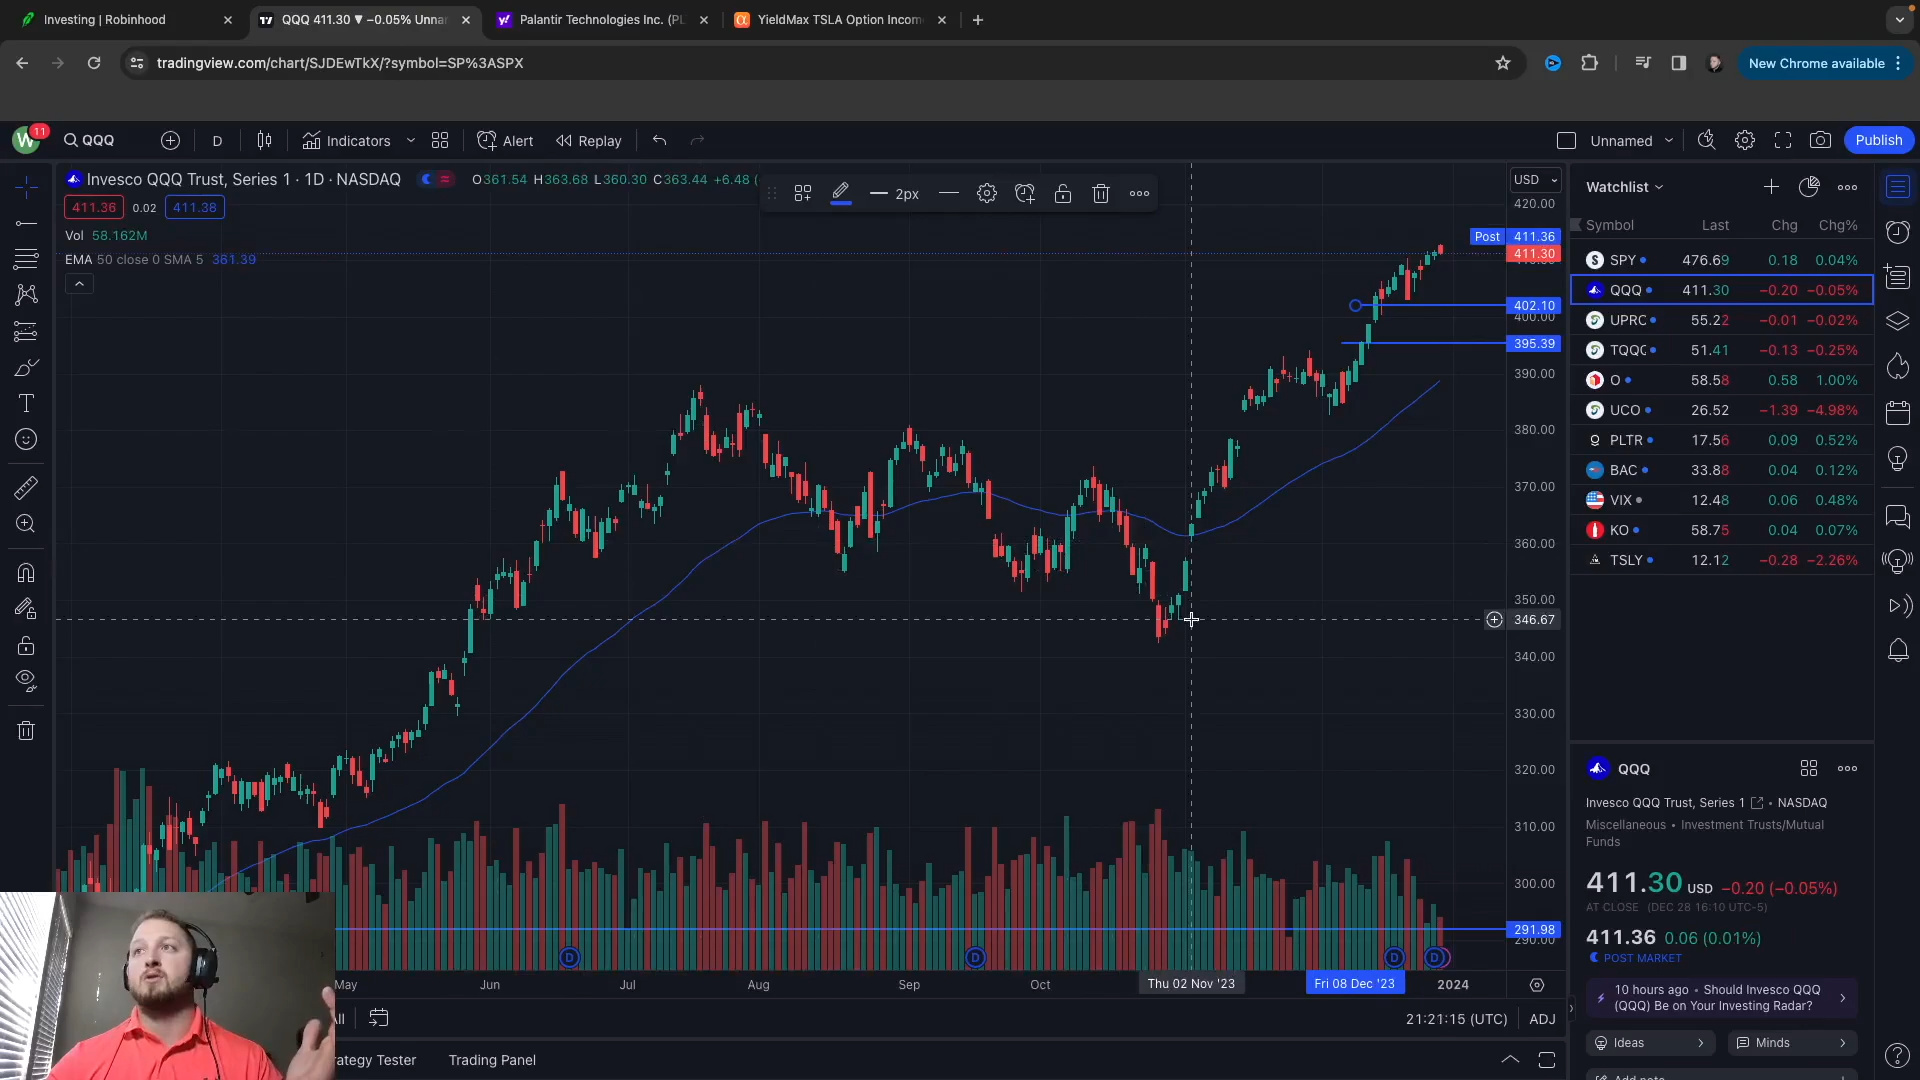 Investing | Robinhood
QQQ 411.30 ▼ −0.05% Unna
Palantir Technologies Inc. (PL
YieldMax TSLA Option Incom
tradingview.com/chart/SJDEwTkX/?symbol=SP%3ASPX
New Chrome available
W 11 QQQ D Indicators Alert Replay Unnamed Publish
Invesco QQQ Trust, Series 1 · 1D · NASDAQ O361.54 H363.68 L360.30 C363.44 +6.48 (
2px
411.36 0.02 411.38
Vol 58.162M
EMA 50 close 0 SMA 5 361.39
USD
420.00
Post 411.36
411.30
402.10
400.00
395.39
390.00
380.00
370.00
360.00
350.00
346.67
340.00
330.00
320.00
310.00
300.00
291.98
290.00
D D D D
May Jun Jul Aug Sep Oct Thu 02 Nov '23 Fri 08 Dec '23 2024
All 21:21:15 (UTC) ADJ
rategy Tester Trading Panel
Watchlist
Symbol Last Chg Chg%
SPY 476.69 0.18 0.04%
QQQ 411.30 −0.20 −0.05%
UPRC 55.22 −0.01 −0.02%
TQQC 51.41 −0.13 −0.25%
O 58.58 0.58 1.00%
UCO 26.52 −1.39 −4.98%
PLTR 17.56 0.09 0.52%
BAC 33.88 0.04 0.12%
VIX 12.48 0.06 0.48%
KO 58.75 0.04 0.07%
TSLY 12.12 −0.28 −2.26%
QQQ
Invesco QQQ Trust, Series 1 • NASDAQ
Miscellaneous • Investment Trusts/Mutual
Funds
411.30 USD −0.20 (−0.05%)
AT CLOSE (DEC 28 16:10 UTC-5)
411.36 0.06 (0.01%)
POST MARKET
10 hours ago • Should Invesco QQQ
(QQQ) Be on Your Investing Radar?
Ideas Minds
Add note